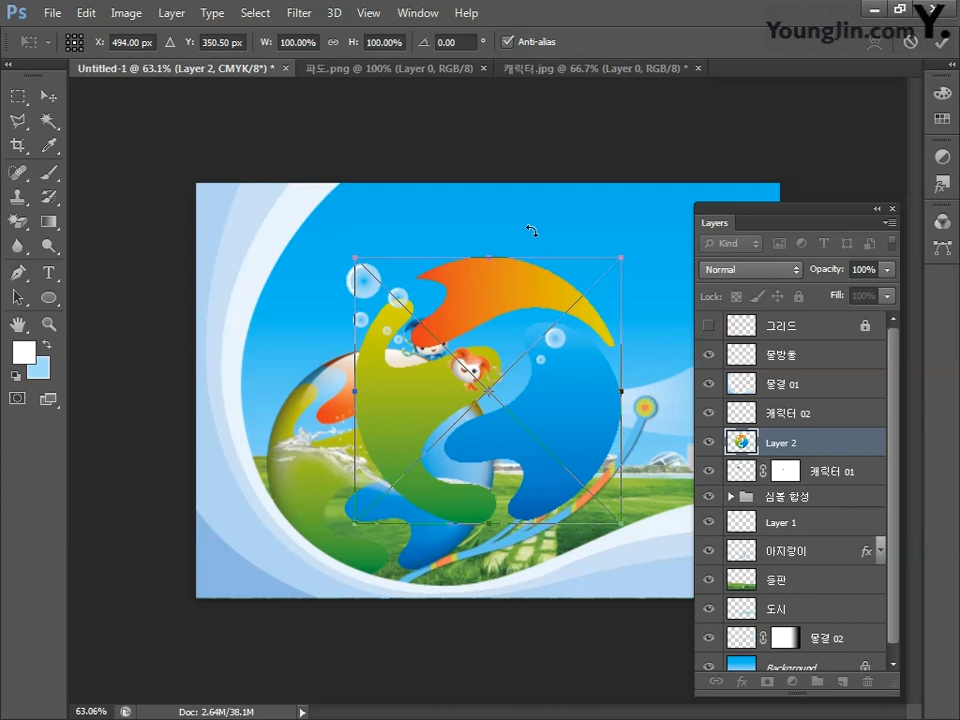 Ps File Edit Image Layer Type Select Filter 3D View Window Help
YoungJin.com Y.
X: 494.00 px Y: 350.50 px W: 100.00% H: 100.00% 0.00 ° Anti-alias
Untitled-1 @ 63.1% (Layer 2, CMYK/8*) * × 파도.png @ 100% (Layer 0, RGB/8) × 캐릭터.jpg @ 66.7% (Layer 0, RGB/8) * ×
Layers
Kind
Normal Opacity: 100%
Lock: Fill: 100%
그리드
물방울
물결 01
캐릭터 02
Layer 2
캐릭터 01
심볼 합성
Layer 1
아지랑이 fx
들판
도시
물결 02
Background
63.06% Doc: 2.64M/38.1M